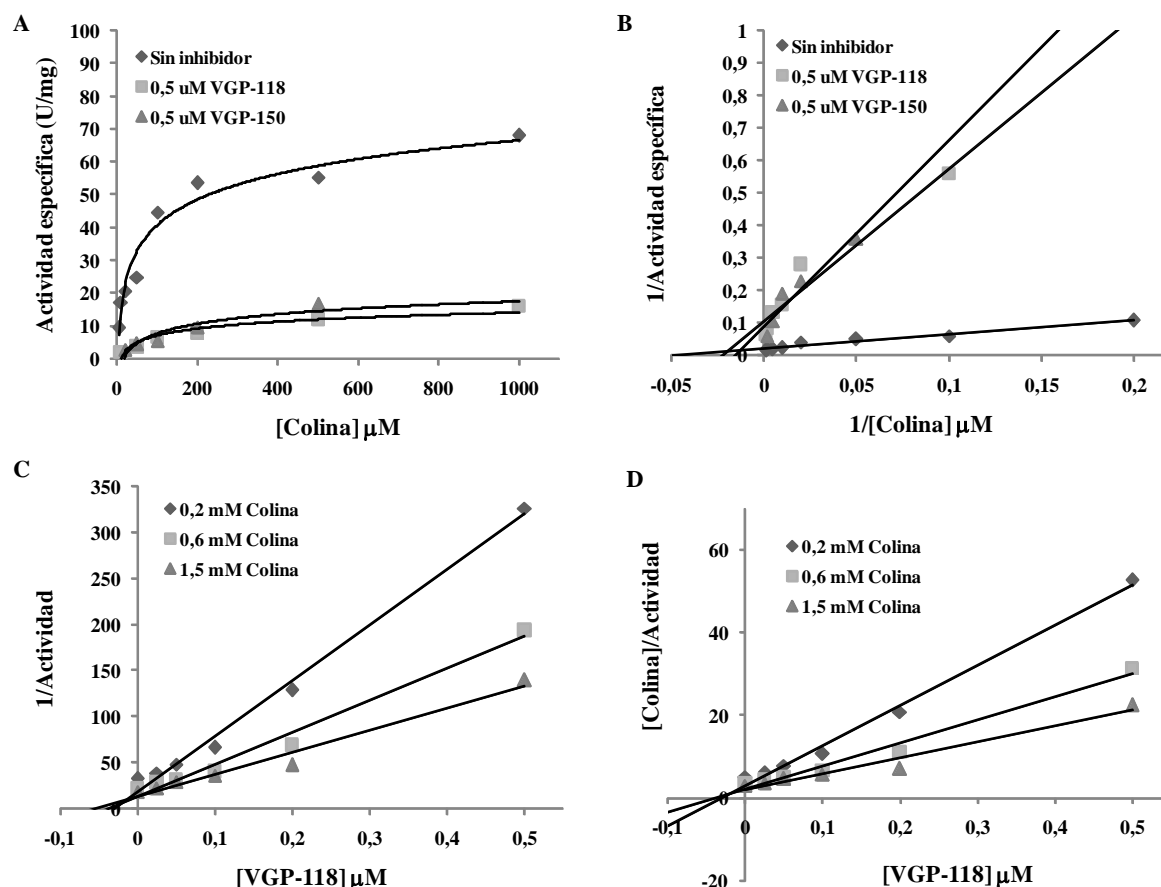 A
Actividad específica (U/mg)
100
90
80
70
60
50
40
30
20
10
0
Sin inhibidor
0,5 uM VGP-118
0,5 uM VGP-150
0
200
400
600
800
1000
[Colina] μM
B
1/Actividad específica
1
0,9
0,8
0,7
0,6
0,5
0,4
0,3
0,2
0,1
0
Sin inhibidor
0,5 uM VGP-118
0,5 uM VGP-150
-0,05
0
0,05
0,1
0,15
0,2
1/[Colina] μM
C
1/Actividad
350
300
250
200
150
100
50
0
0,2 mM Colina
0,6 mM Colina
1,5 mM Colina
-0,1
0
0,1
0,2
0,3
0,4
0,5
[VGP-118] μM
D
[Colina]/Actividad
60
40
20
0
-20
0,2 mM Colina
0,6 mM Colina
1,5 mM Colina
-0,1
0
0,1
0,2
0,3
0,4
0,5
[VGP-118] μM